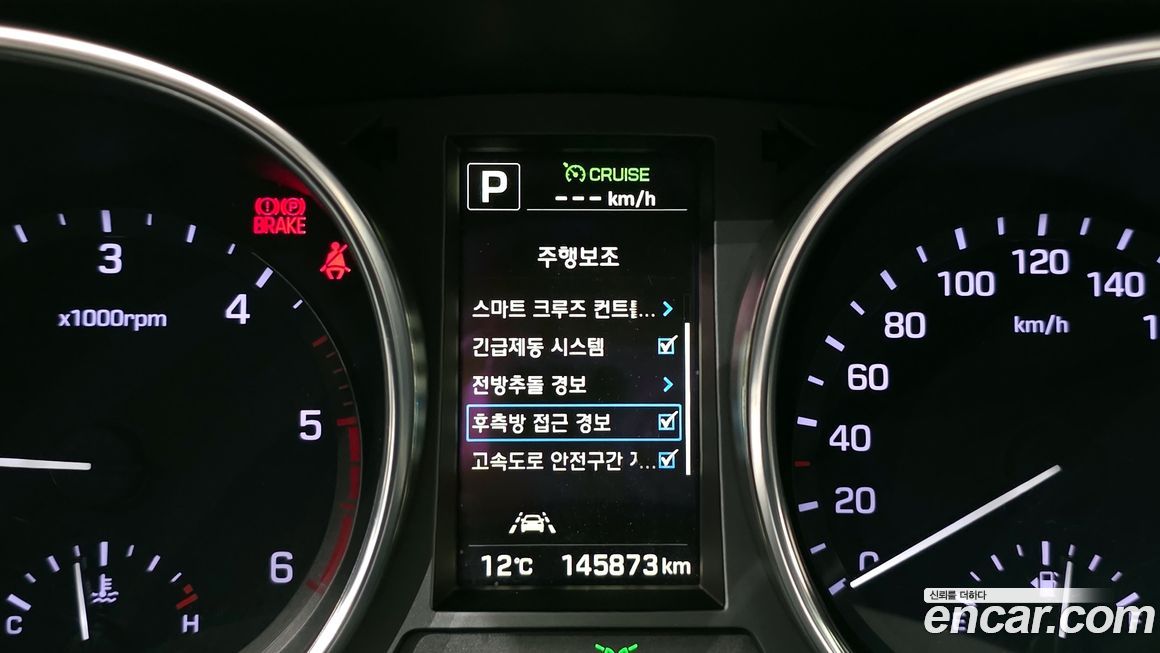 P
CRUISE
--- km/h
주행보조
스마트 크루즈 컨트롤...
긴급제동 시스템
전방추돌 경보
후측방 접근 경보
고속도로 안전구간 ...
12℃ 145873 km
BRAKE
3
4
5
6
x1000rpm
C H
0
20
40
60
80
100
120
140
km/h
E
신뢰를 더하다
encar.com